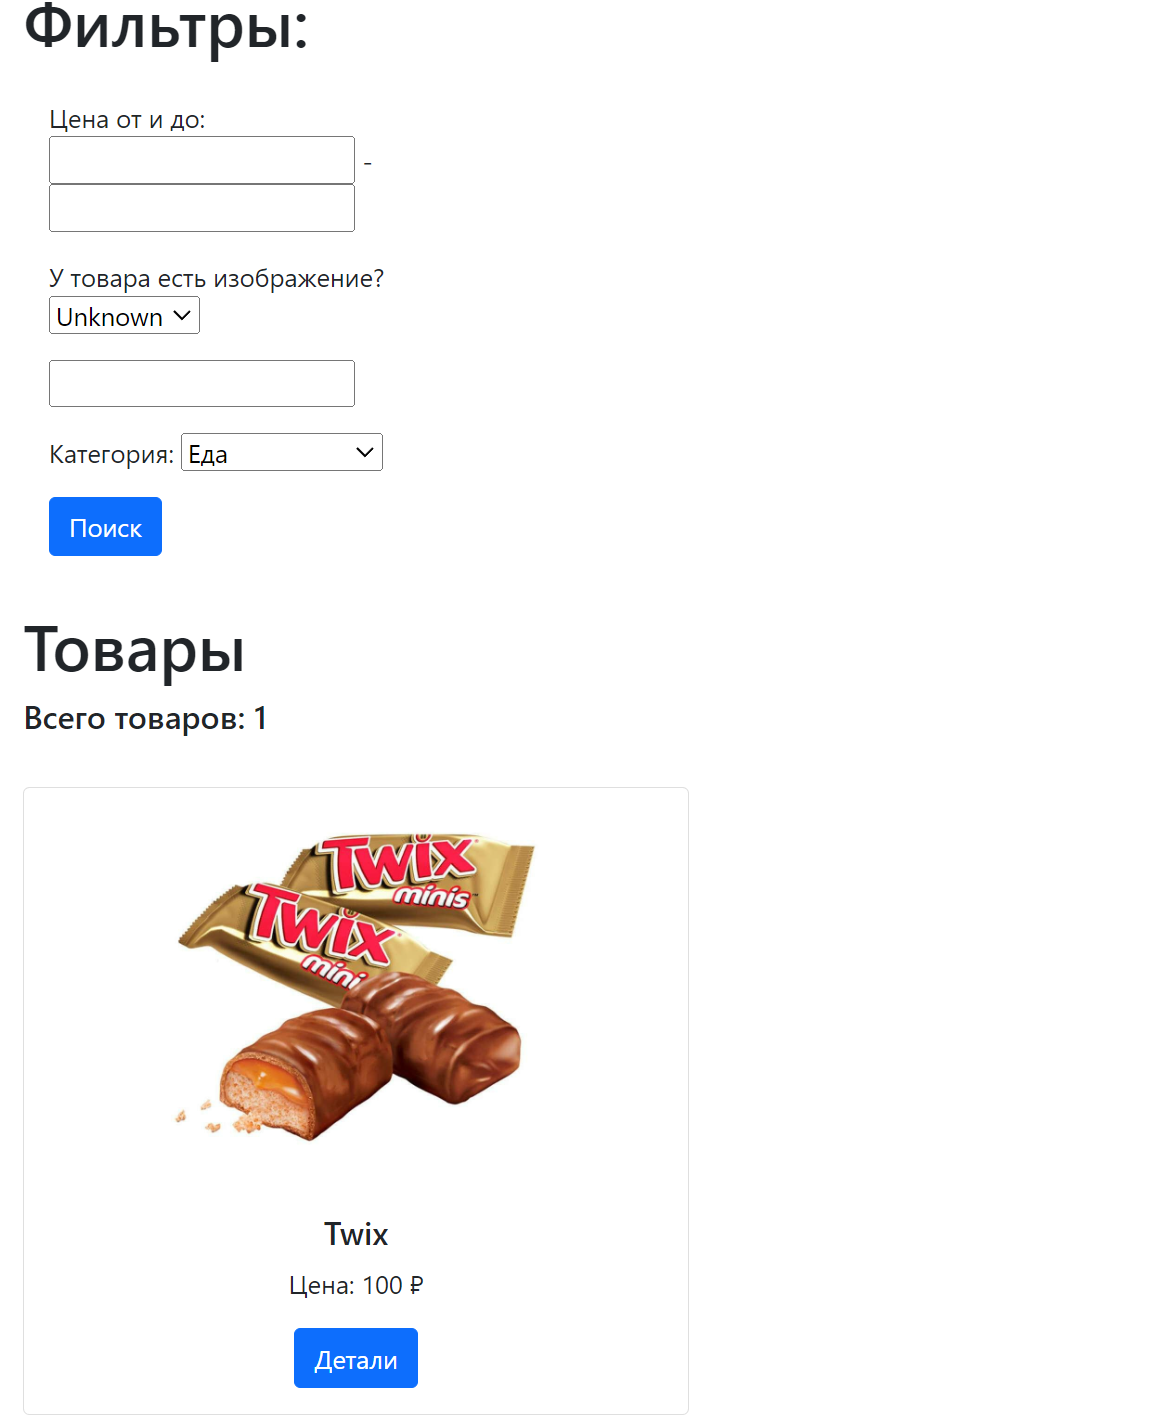 Фильтры:
Цена от и до:
-
У товара есть изображение?
Unknown
Категория: Еда
Поиск
Товары
Всего товаров: 1
TWIX
minis
TWIX
mini
Twix
Цена: 100 ₽
Детали